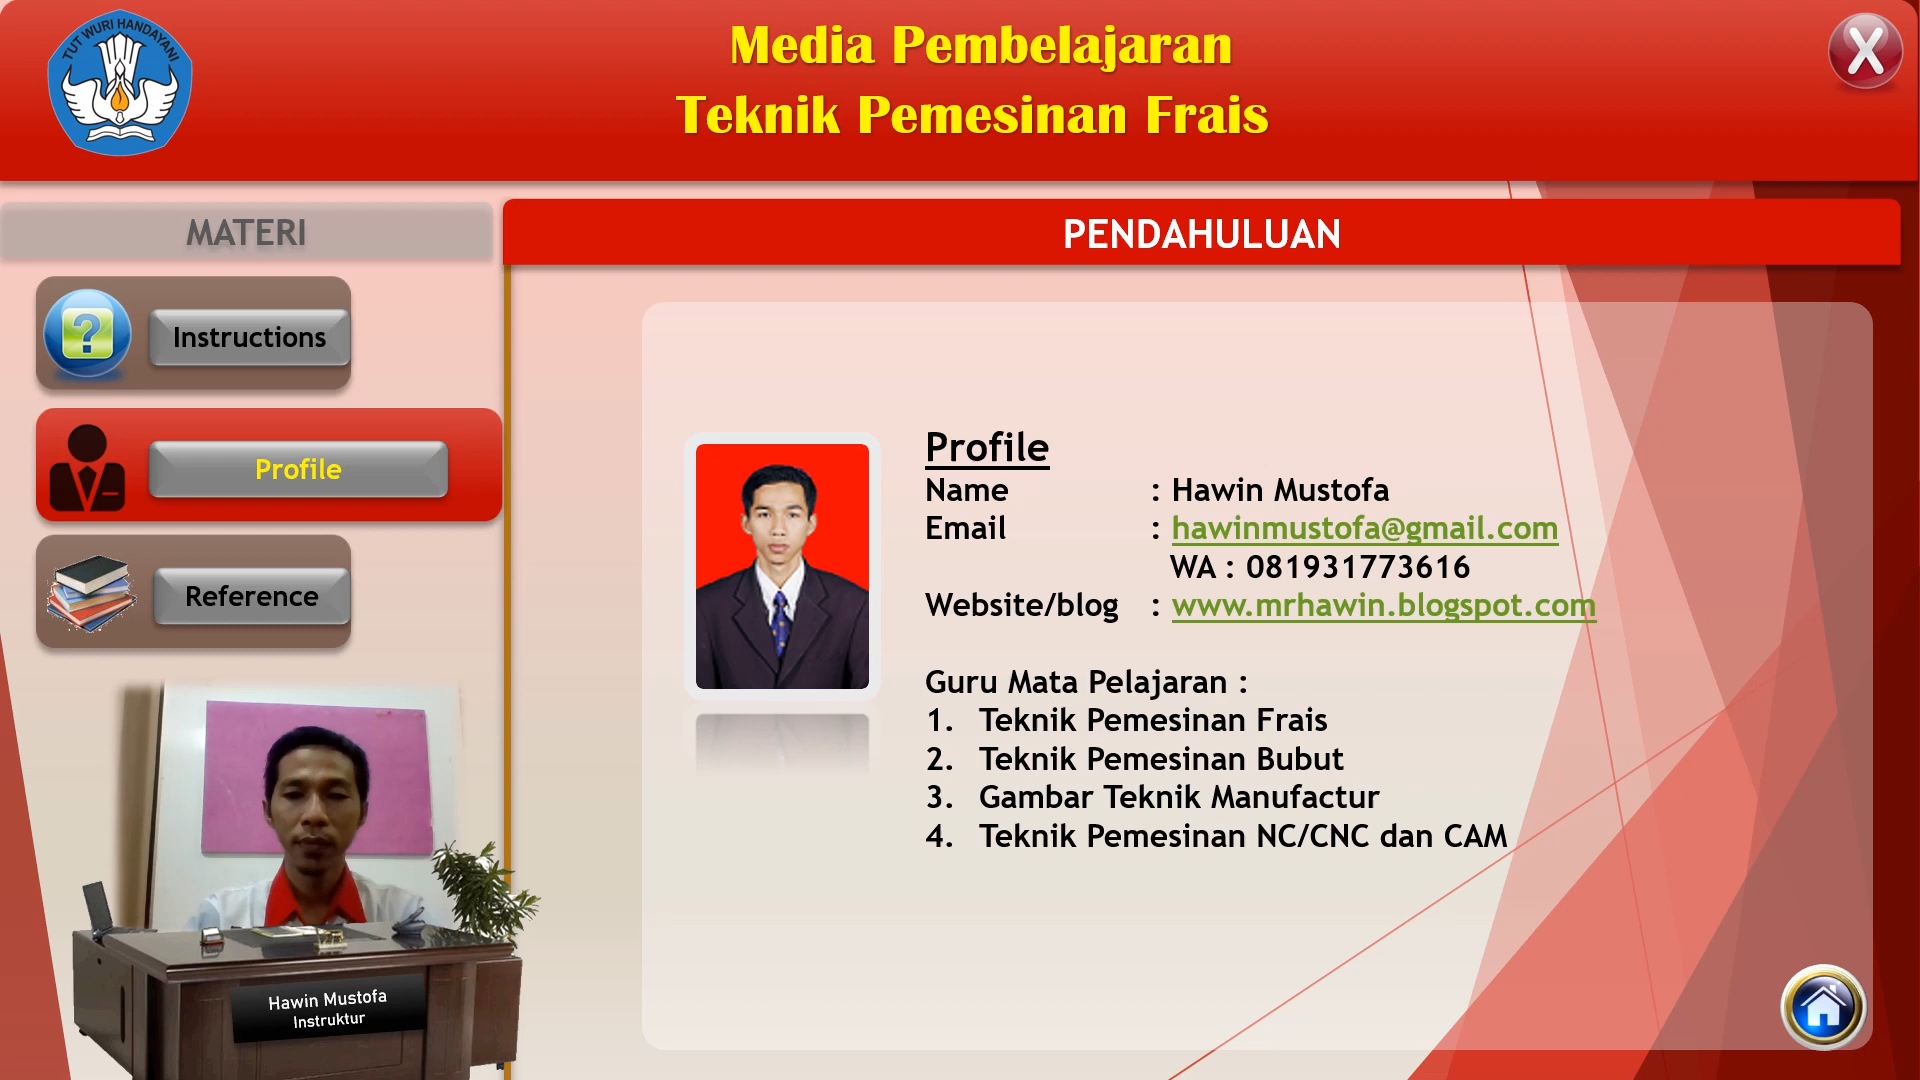 TUT WURI HANDAYANI
Media Pembelajaran
Teknik Pemesinan Frais
X
MATERI
PENDAHULUAN
Instructions
Profile
Reference
Profile
Name : Hawin Mustofa
Email : hawinmustofa@gmail.com
WA : 081931773616
Website/blog : www.mrhawin.blogspot.com
Guru Mata Pelajaran :
1. Teknik Pemesinan Frais
2. Teknik Pemesinan Bubut
3. Gambar Teknik Manufactur
4. Teknik Pemesinan NC/CNC dan CAM
Hawin Mustofa
Instruktur